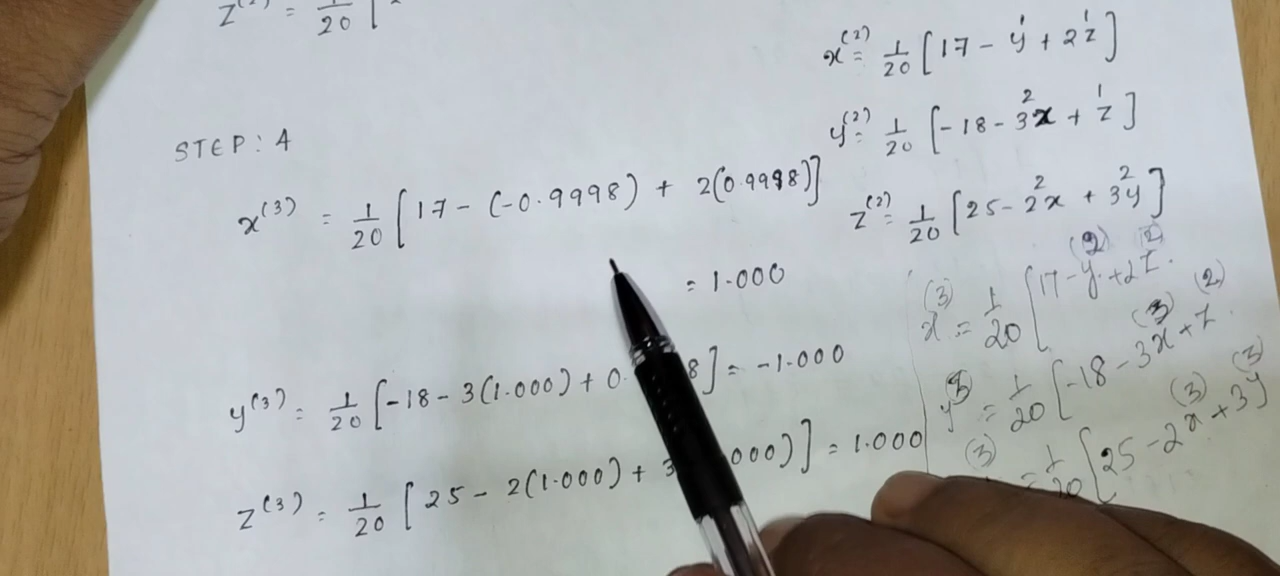 z⁽²⁾ = 1/20 [
STEP: 4
x⁽³⁾ = 1/20 [17 - (-0.9998) + 2(0.9998)]
= 1.000
y⁽³⁾ = 1/20 [-18 - 3(1.000) + 0. 8] = -1.000
z⁽³⁾ = 1/20 [25 - 2(1.000) + 3 .000)] = 1.000
x⁽²⁾ = 1/20 [17 - y¹ + 2z¹]
y⁽²⁾ = 1/20 [-18 - 3x² + z¹]
z⁽²⁾ = 1/20 [25 - 2x² + 3y²]
x⁽³⁾ = 1/20 [17 - y⁽²⁾ + 2z⁽²⁾
y⁽³⁾ = 1/20 [-18 - 3x⁽³⁾ + z⁽²⁾
⁽³⁾ = 1/20 [25 - 2x⁽³⁾ + 3y⁽³⁾